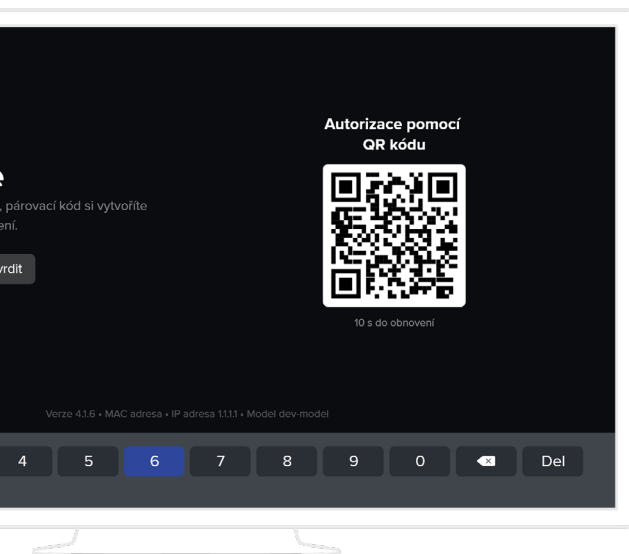 Autorizace pomocí
QR kódu
e
, párovací kód si vytvoříte
ení.
vrdit
10 s do obnovení
Verze 4.1.6 • MAC adresa • IP adresa 1.1.1.1 • Model dev-model
4 5 6 7 8 9 0 Del